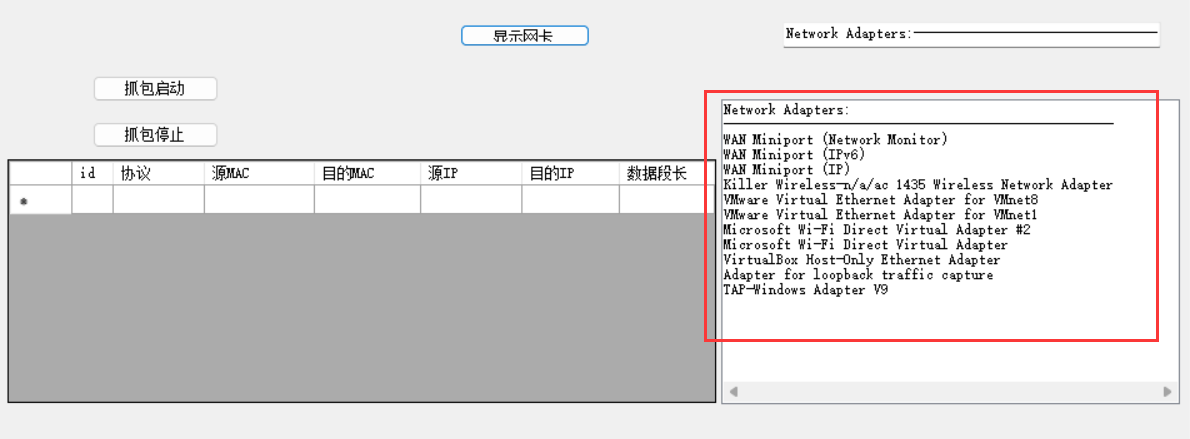 显示网卡
Network Adapters:
抓包启动
抓包停止
id 协议 源MAC 目的MAC 源IP 目的IP 数据段长
Network Adapters:
WAN Miniport (Network Monitor)
WAN Miniport (IPv6)
WAN Miniport (IP)
Killer Wireless-n/a/ac 1435 Wireless Network Adapter
VMware Virtual Ethernet Adapter for VMnet8
VMware Virtual Ethernet Adapter for VMnet1
Microsoft Wi-Fi Direct Virtual Adapter #2
Microsoft Wi-Fi Direct Virtual Adapter
VirtualBox Host-Only Ethernet Adapter
Adapter for loopback traffic capture
TAP-Windows Adapter V9